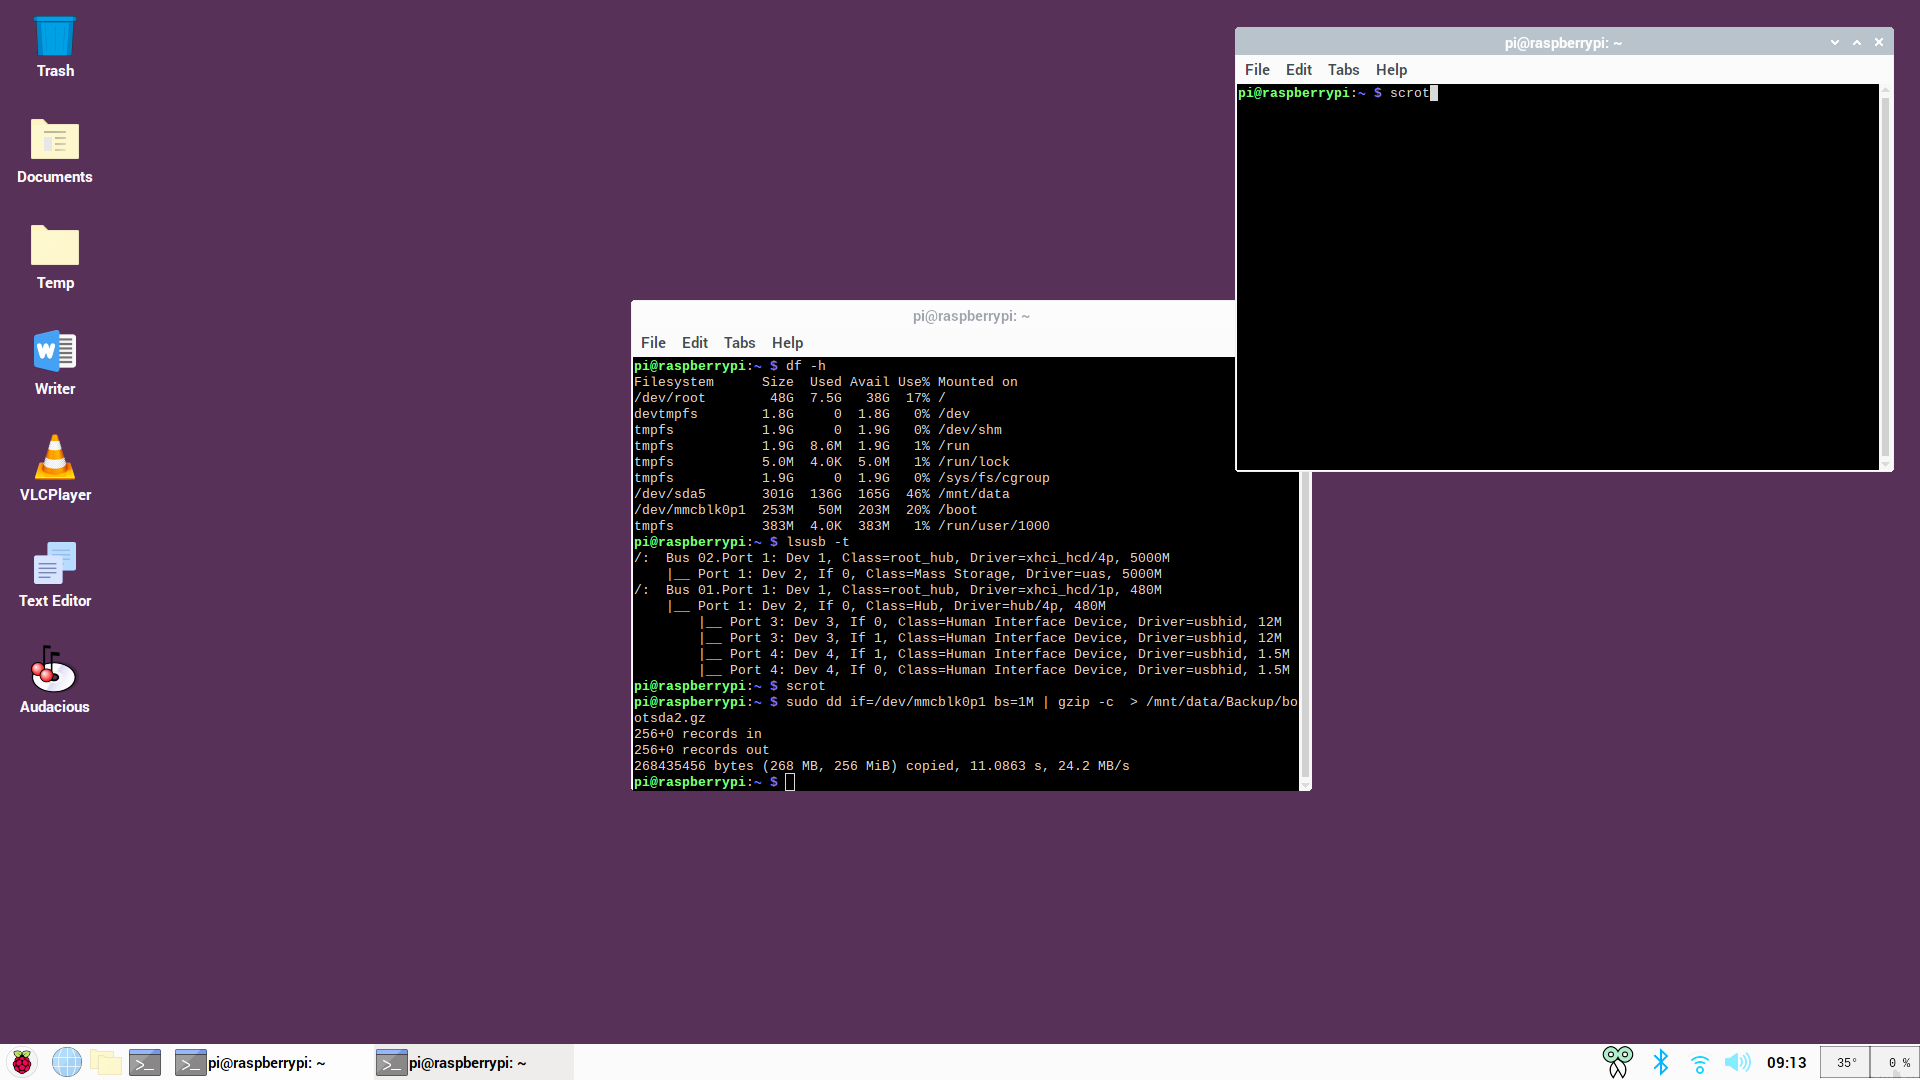 Trash
Documents
Temp
Writer
VLCPlayer
Text Editor
Audacious
pi@raspberrypi: ~
File Edit Tabs Help
pi@raspberrypi:~ $ scrot
pi@raspberrypi: ~
File Edit Tabs Help
pi@raspberrypi:~ $ df -h
Filesystem      Size  Used Avail Use% Mounted on
/dev/root        48G  7.5G   38G  17% /
devtmpfs        1.8G     0  1.8G   0% /dev
tmpfs           1.9G     0  1.9G   0% /dev/shm
tmpfs           1.9G  8.6M  1.9G   1% /run
tmpfs           5.0M  4.0K  5.0M   1% /run/lock
tmpfs           1.9G     0  1.9G   0% /sys/fs/cgroup
/dev/sda5       301G  136G  165G  46% /mnt/data
/dev/mmcblk0p1  253M   50M  203M  20% /boot
tmpfs           383M  4.0K  383M   1% /run/user/1000
pi@raspberrypi:~ $ lsusb -t
/:  Bus 02.Port 1: Dev 1, Class=root_hub, Driver=xhci_hcd/4p, 5000M
    |__ Port 1: Dev 2, If 0, Class=Mass Storage, Driver=uas, 5000M
/:  Bus 01.Port 1: Dev 1, Class=root_hub, Driver=xhci_hcd/1p, 480M
    |__ Port 1: Dev 2, If 0, Class=Hub, Driver=hub/4p, 480M
        |__ Port 3: Dev 3, If 0, Class=Human Interface Device, Driver=usbhid, 12M
        |__ Port 3: Dev 3, If 1, Class=Human Interface Device, Driver=usbhid, 12M
        |__ Port 4: Dev 4, If 1, Class=Human Interface Device, Driver=usbhid, 1.5M
        |__ Port 4: Dev 4, If 0, Class=Human Interface Device, Driver=usbhid, 1.5M
pi@raspberrypi:~ $ scrot
pi@raspberrypi:~ $ sudo dd if=/dev/mmcblk0p1 bs=1M | gzip -c  > /mnt/data/Backup/bo
otsda2.gz
256+0 records in
256+0 records out
268435456 bytes (268 MB, 256 MiB) copied, 11.0863 s, 24.2 MB/s
pi@raspberrypi:~ $
pi@raspberrypi: ~ pi@raspberrypi: ~ 09:13 35° 0 %